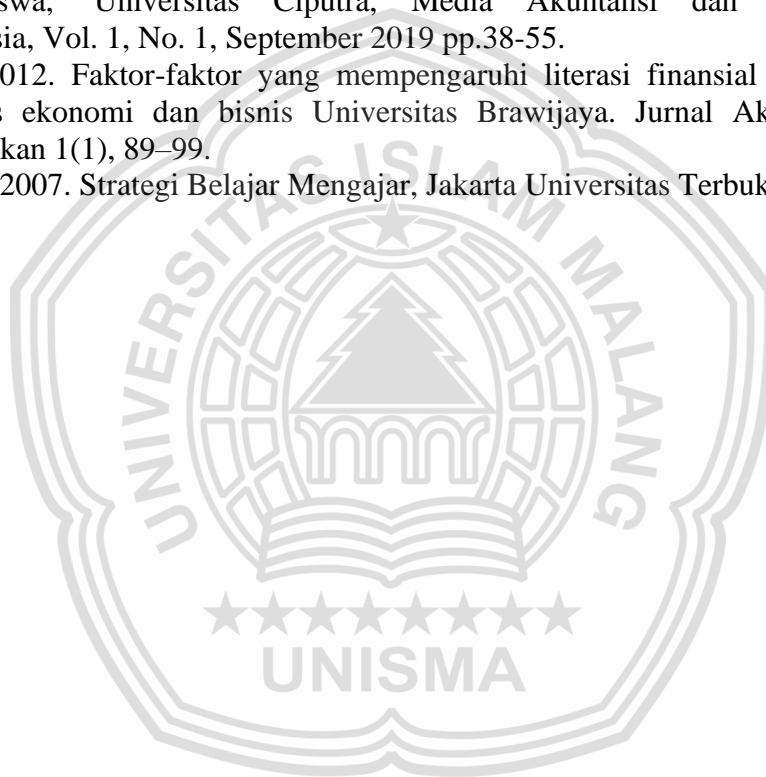 swa, Universitas Ciputra, Media Akuntansi dan
sia, Vol. 1, No. 1, September 2019 pp.38-55.
012. Faktor-faktor yang mempengaruhi literasi finansial
s ekonomi dan bisnis Universitas Brawijaya. Jurnal Ak
kan 1(1), 89–99.
2007. Strategi Belajar Mengajar, Jakarta Universitas Terbuk
UNIVERSITAS ISLAM MALANG
UNISMA